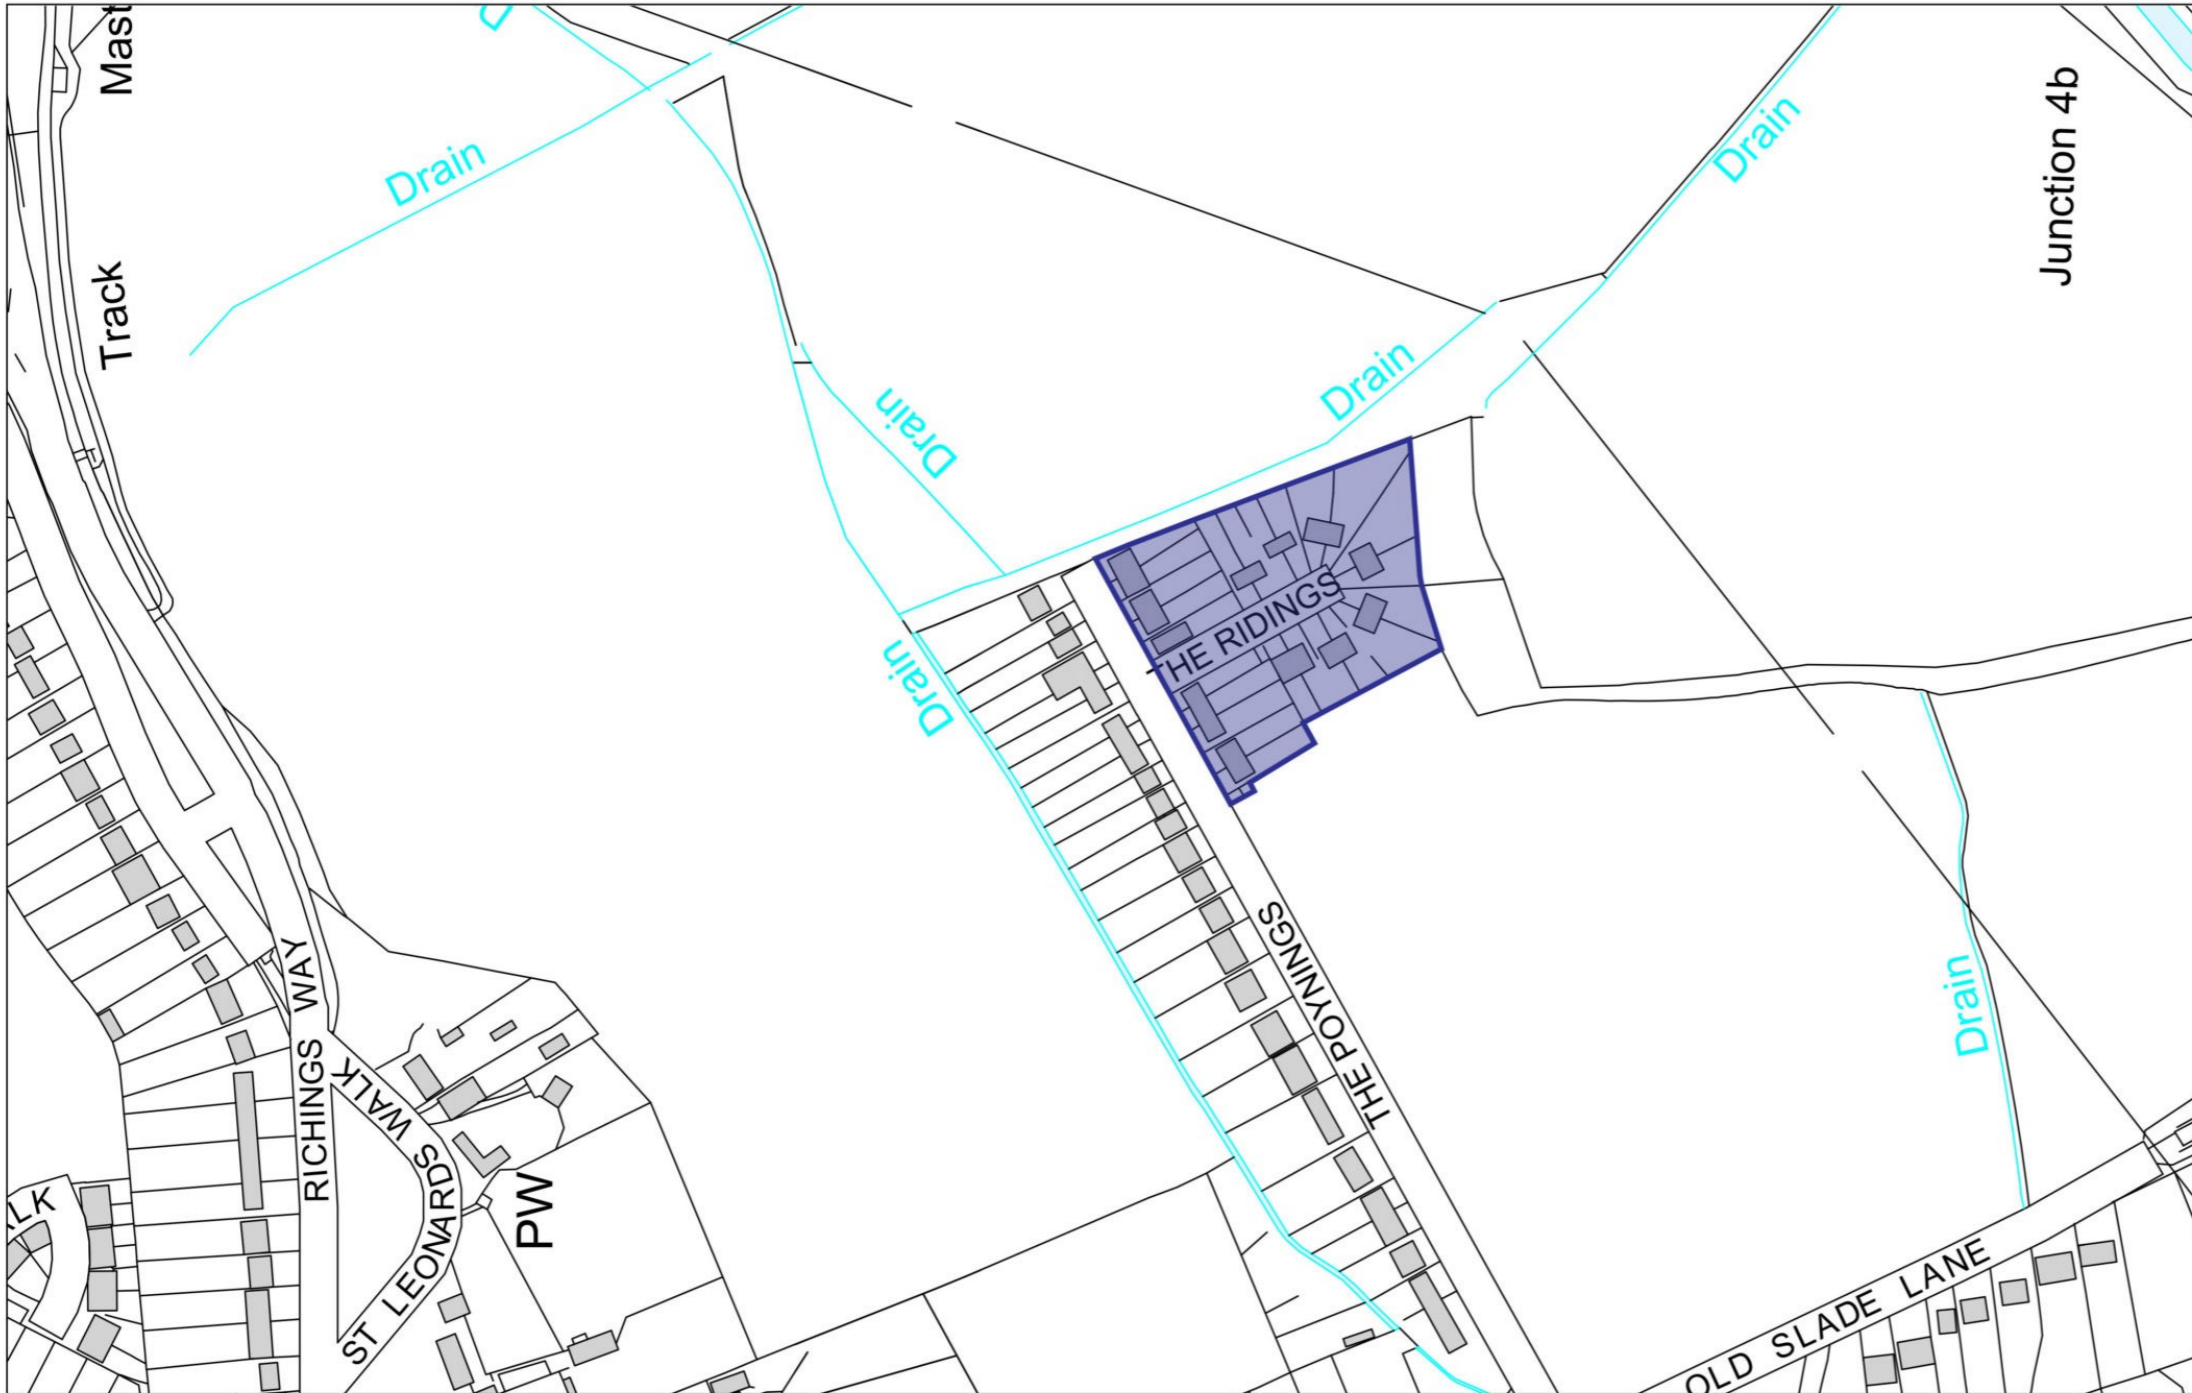 Mast
Junction 4b
Drain
Drain
Track
Drain
Drain
THE RIDINGS
Drain
THE POYNINGS
RICHINGS WAY
Drain
ST LEONARDS WALK
PW
OLD SLADE LANE